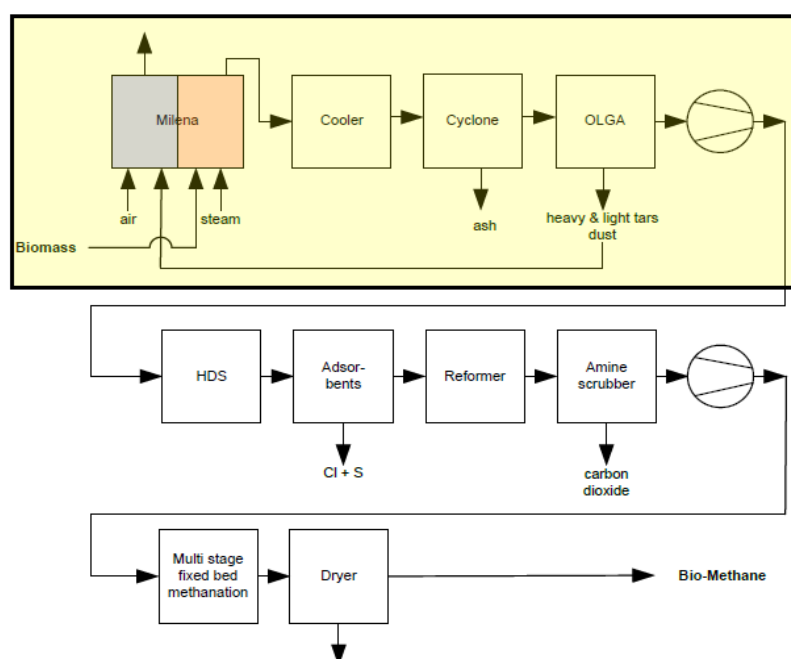 Milena
Cooler
Cyclone
OLGA
air
steam
ash
heavy & light tars
dust
Biomass
HDS
Adsor-
bents
Reformer
Amine
scrubber
Cl + S
carbon
dioxide
Multi stage
fixed bed
methanation
Dryer
Bio-Methane